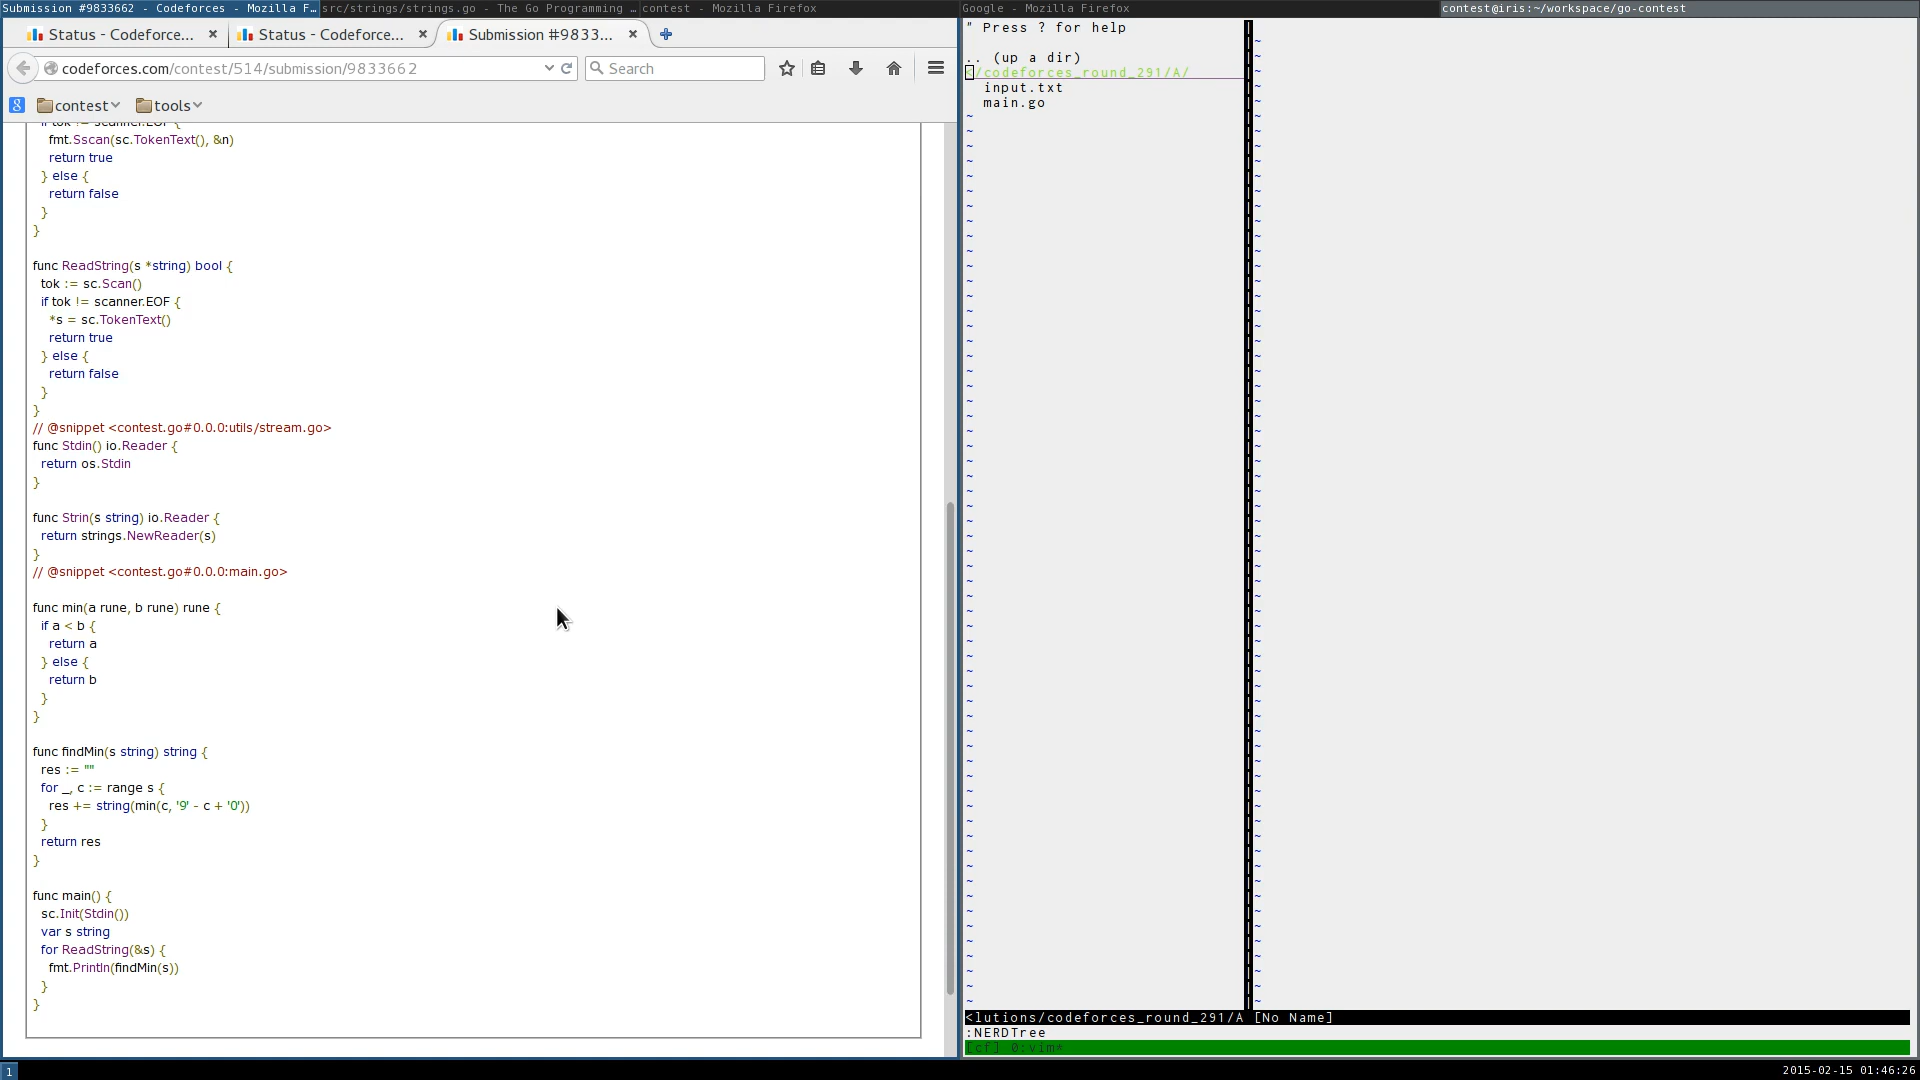 Submission #9833662 - Codeforces - Mozilla F…
src/strings/strings.go - The Go Programming …
contest - Mozilla Firefox
Google - Mozilla Firefox
contest@iris:~/workspace/go-contest
Status - Codeforce...
Status - Codeforce...
Submission #9833...
codeforces.com/contest/514/submission/9833662
Search
contest
tools
if tok != scanner.EOF {
fmt.Sscan(sc.TokenText(), &n)
return true
} else {
return false
}
}
func ReadString(s *string) bool {
tok := sc.Scan()
if tok != scanner.EOF {
*s = sc.TokenText()
return true
} else {
return false
}
}
// @snippet <contest.go#0.0.0:utils/stream.go>
func Stdin() io.Reader {
return os.Stdin
}
func Strin(s string) io.Reader {
return strings.NewReader(s)
}
// @snippet <contest.go#0.0.0:main.go>
func min(a rune, b rune) rune {
if a < b {
return a
} else {
return b
}
}
func findMin(s string) string {
res := ""
for _, c := range s {
res += string(min(c, '9' - c + '0'))
}
return res
}
func main() {
sc.Init(Stdin())
var s string
for ReadString(&s) {
fmt.Println(findMin(s))
}
}
" Press ? for help
.. (up a dir)
</codeforces_round_291/A/
input.txt
main.go
<lutions/codeforces_round_291/A [No Name]
:NERDTree
[cf] 0:vim*
1
2015-02-15 01:46:26